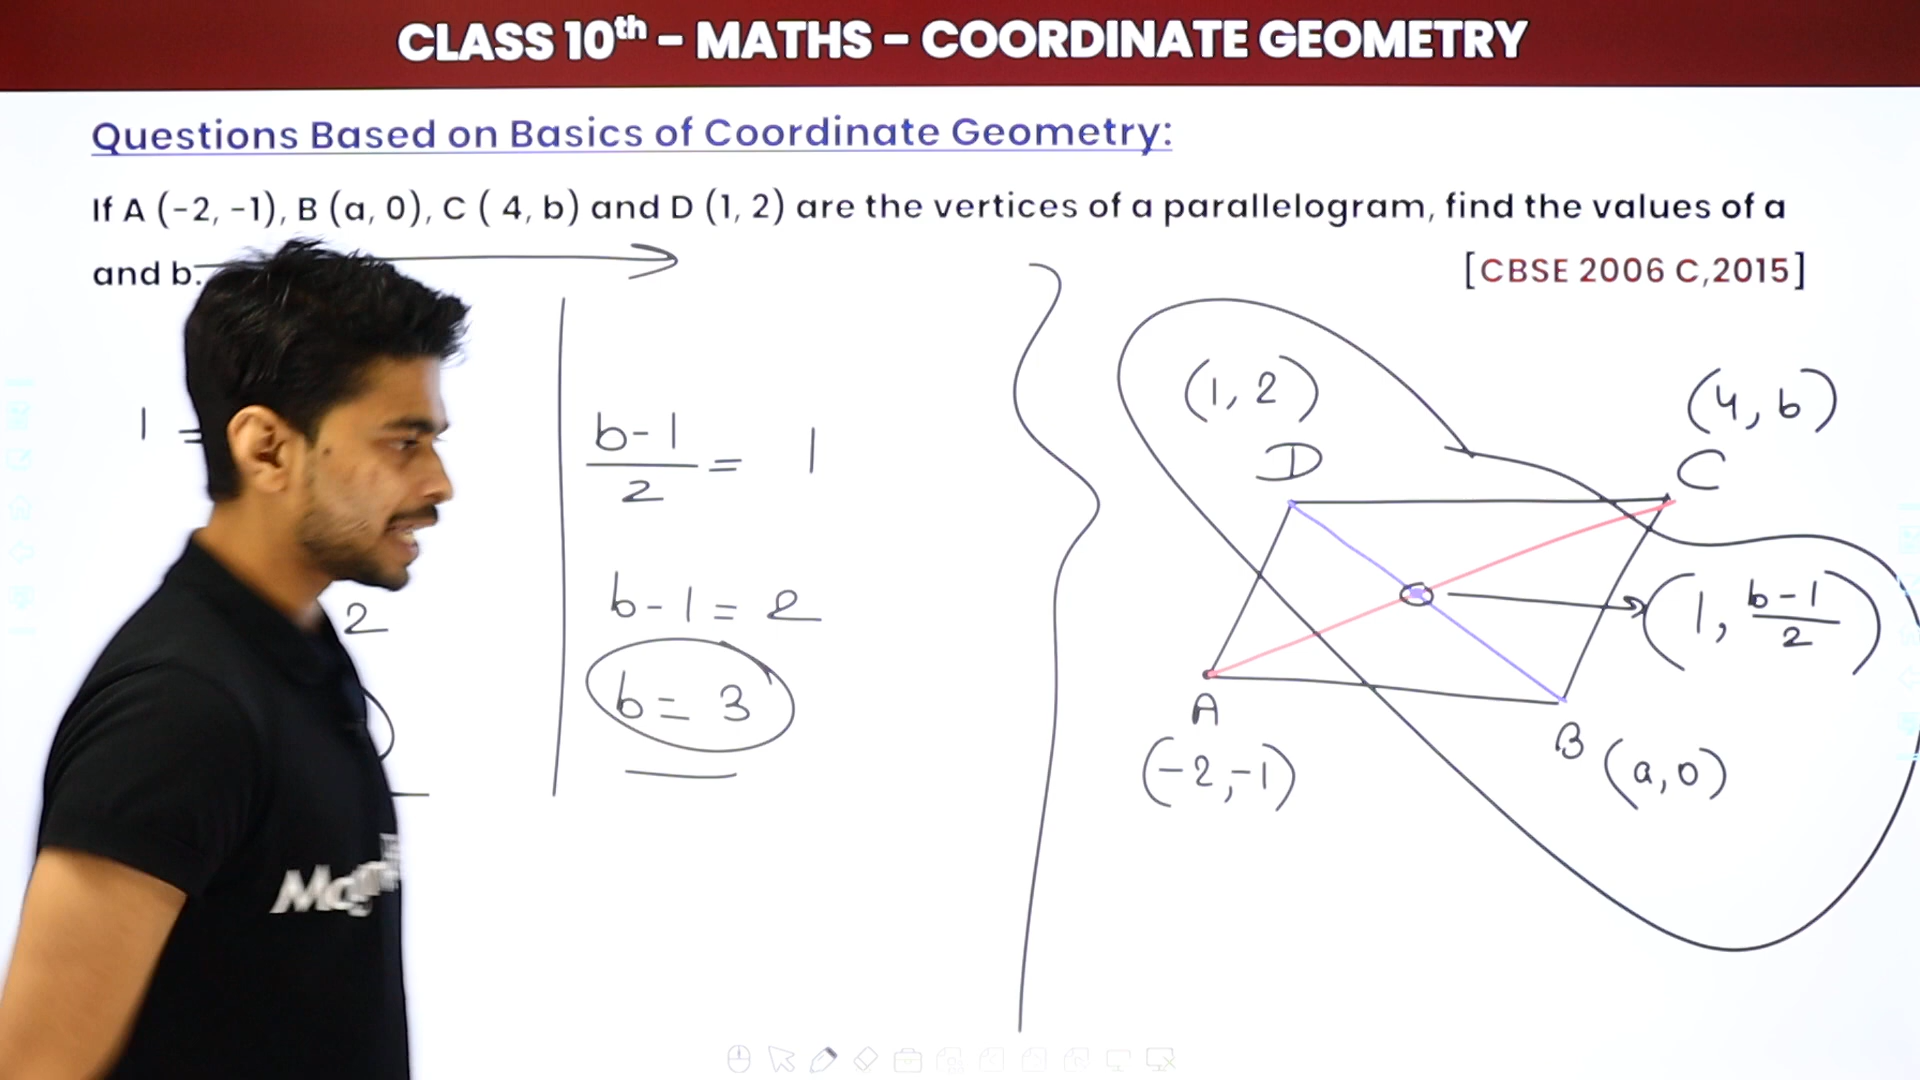 CLASS 10th - MATHS - COORDINATE GEOMETRY
Questions Based on Basics of Coordinate Geometry:
If A (-2, -1), B (a, 0), C ( 4, b) and D (1, 2) are the vertices of a parallelogram, find the values of a
and b.
[CBSE 2006 C,2015]
1 =
2
b-1/2 = 1
b-1 = 2
b = 3
(1, 2)
D
(4, b)
C
(1, b-1/2)
A
(-2,-1)
B (a,0)